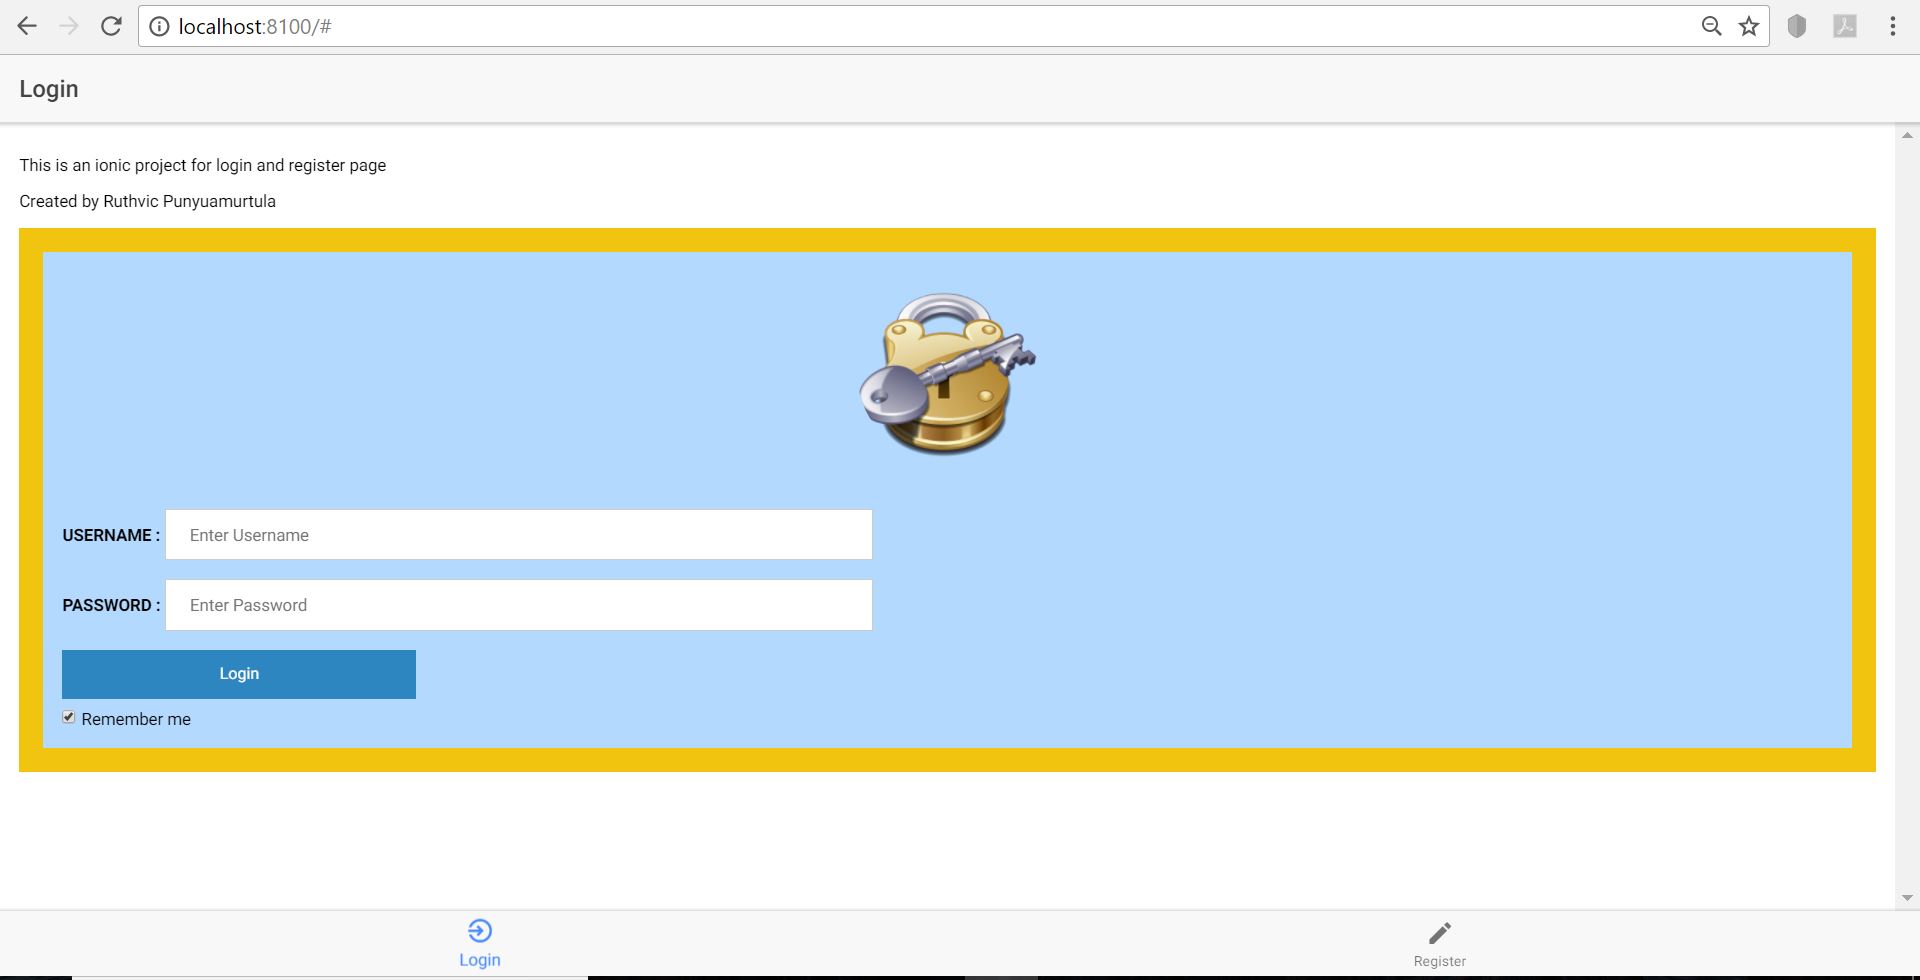 localhost:8100/#
Login
This is an ionic project for login and register page
Created by Ruthvic Punyuamurtula
USERNAME : Enter Username
PASSWORD : Enter Password
Login
Remember me
Login Register